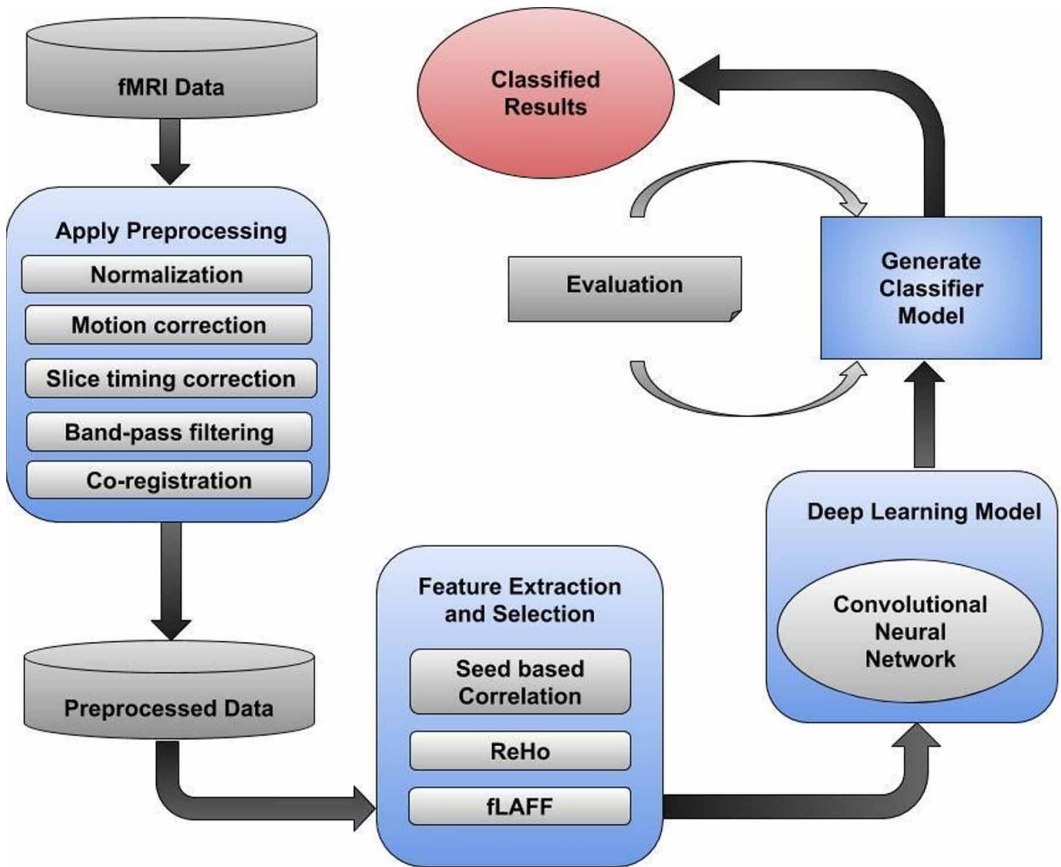 fMRI Data
Apply Preprocessing
Normalization
Motion correction
Slice timing correction
Band-pass filtering
Co-registration
Preprocessed Data
Feature Extraction
and Selection
Seed based
Correlation
ReHo
fLAFF
Deep Learning Model
Convolutional
Neural
Network
Generate
Classifier
Model
Evaluation
Classified
Results